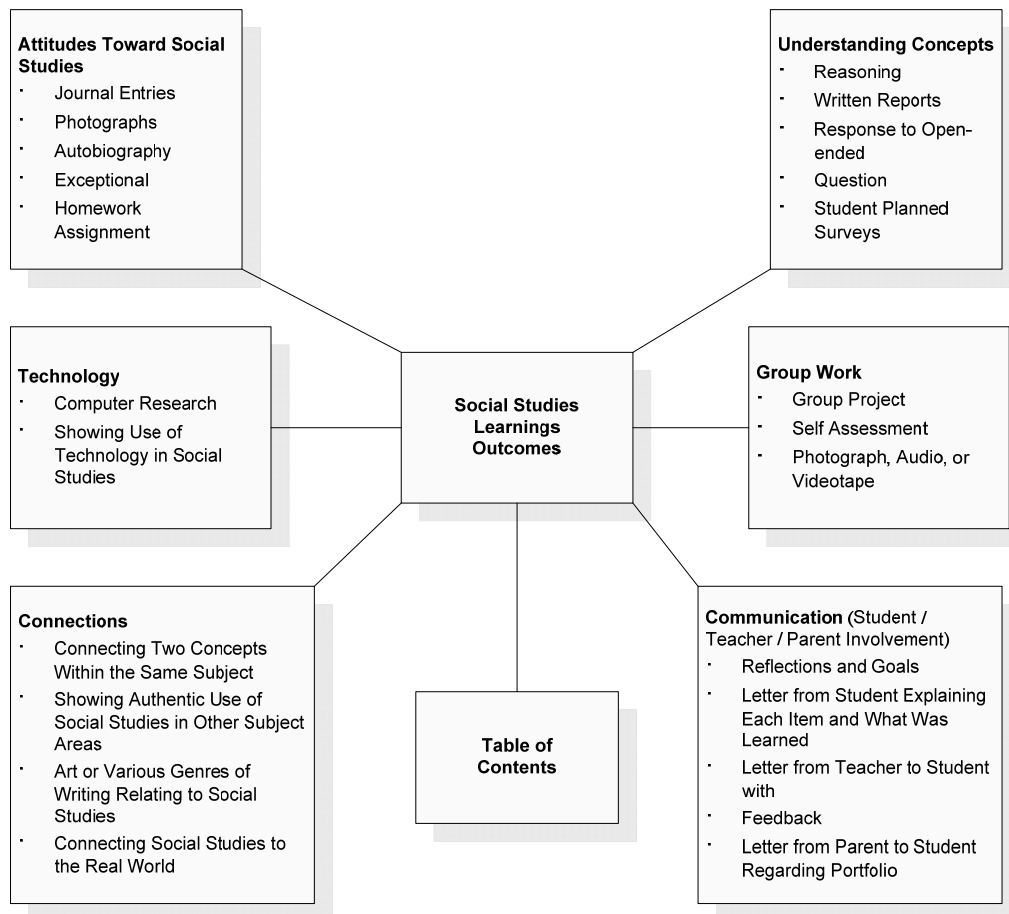 Attitudes Toward Social
Studies
· Journal Entries
· Photographs
· Autobiography
· Exceptional
· Homework
Assignment
Understanding Concepts
· Reasoning
· Written Reports
· Response to Open-
ended
· Question
· Student Planned
Surveys
Technology
· Computer Research
· Showing Use of
Technology in Social
Studies
Social Studies
Learnings
Outcomes
Group Work
· Group Project
· Self Assessment
· Photograph, Audio, or
Videotape
Connections
· Connecting Two Concepts
Within the Same Subject
· Showing Authentic Use of
Social Studies in Other Subject
Areas
· Art or Various Genres of
Writing Relating to Social
Studies
· Connecting Social Studies to
the Real World
Table of
Contents
Communication (Student /
Teacher / Parent Involvement)
· Reflections and Goals
· Letter from Student Explaining
Each Item and What Was
Learned
· Letter from Teacher to Student
with
· Feedback
· Letter from Parent to Student
Regarding Portfolio